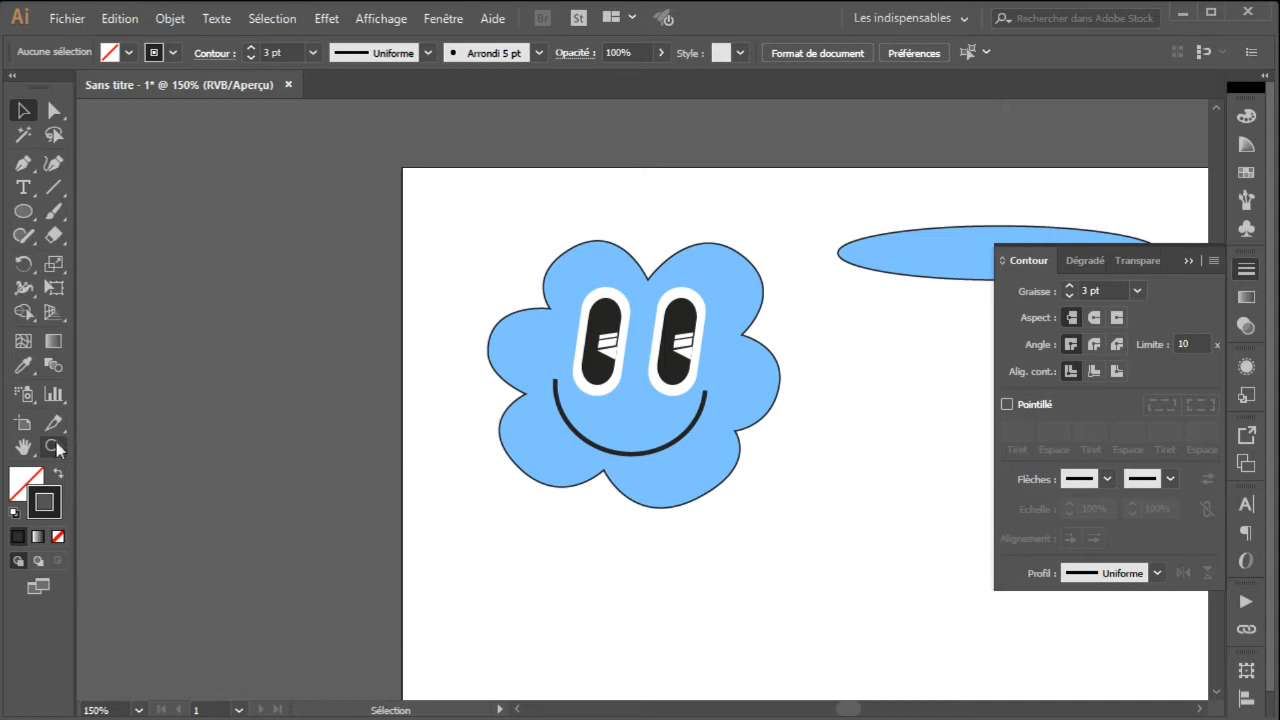 Ai Fichier Edition Objet Texte Sélection Effet Affichage Fenêtre Aide Br St Les indispensables Rechercher dans Adobe Stock
Aucune sélection Contour : 3 pt Uniforme Arrondi 5 pt Opacité : 100% Style : Format de document Préférences
Sans titre - 1* @ 150% (RVB/Aperçu)
Contour Dégradé Transpare
Graisse : 3 pt
Aspect :
Angle : Limite : 10 x
Alig. cont. :
Pointillé
Tiret Espace Tiret Espace Tiret Espace
Flèches :
Echelle : 100% 100%
Alignement :
Profil : Uniforme
150% 1 Sélection